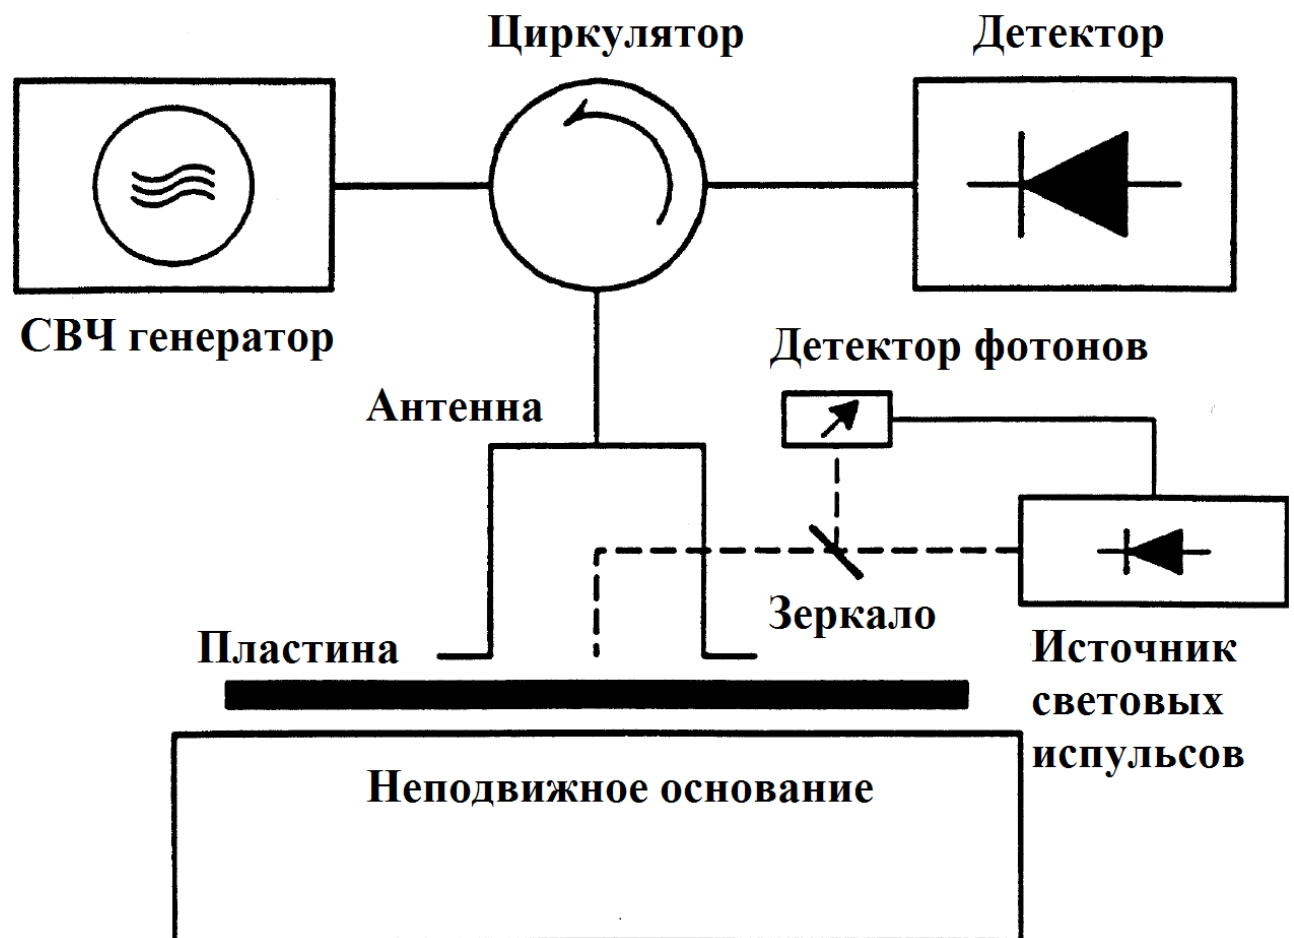 Циркулятор
Детектор
СВЧ генератор
Детектор фотонов
Антенна
Зеркало
Пластина
Источник
световых
испульсов
Неподвижное основание